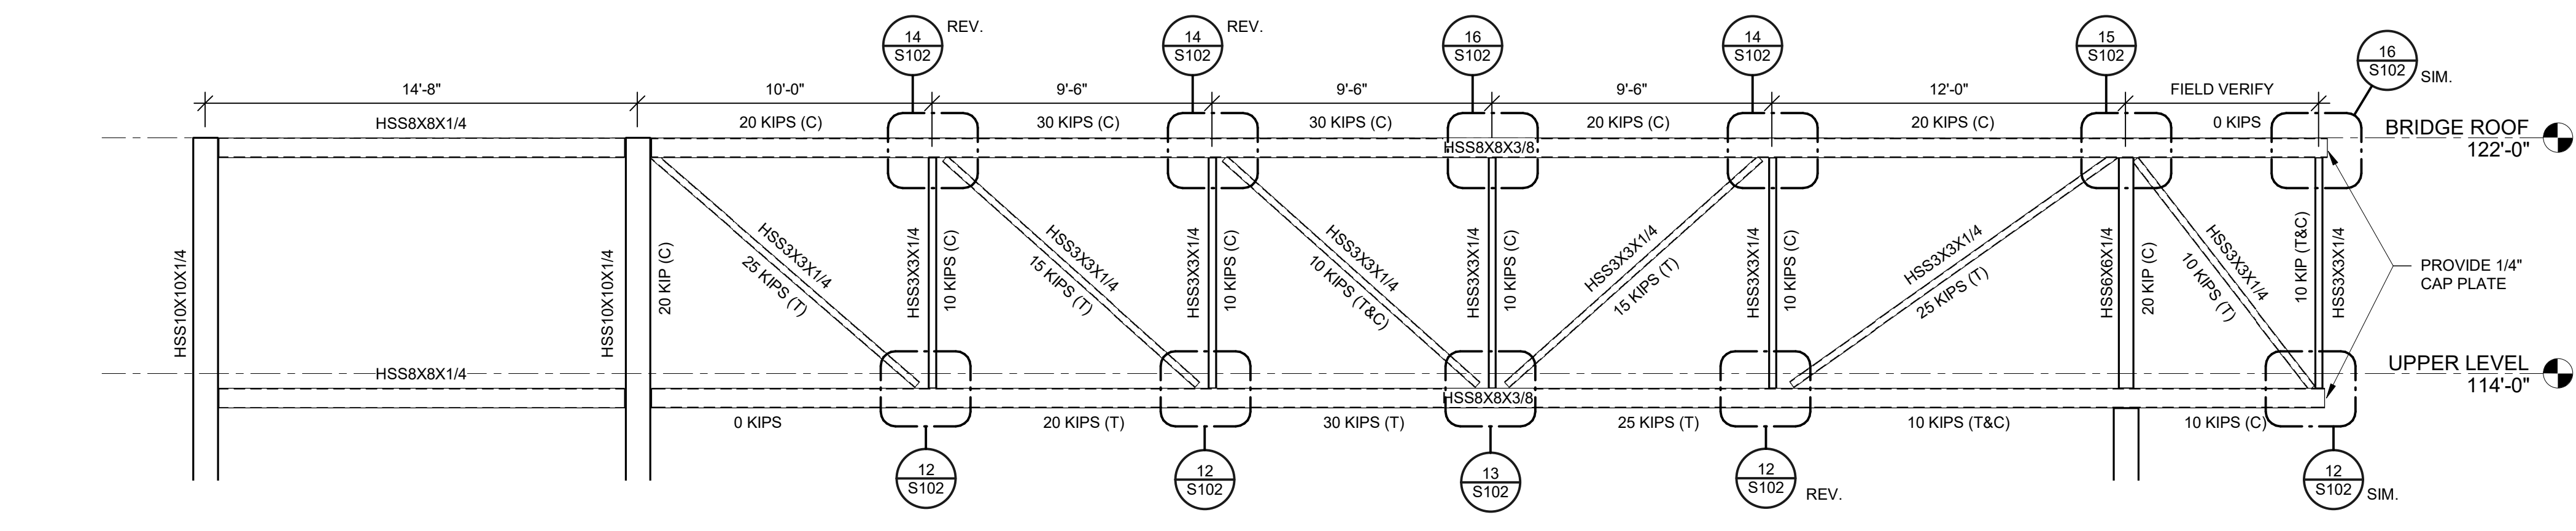 14
S102
REV.
14
S102
REV.
16
S102
14
S102
15
S102
16
S102
SIM.
14'-8"
10'-0"
9'-6"
9'-6"
9'-6"
12'-0"
FIELD VERIFY
HSS8X8X1/4
20 KIPS (C)
30 KIPS (C)
30 KIPS (C)
20 KIPS (C)
20 KIPS (C)
0 KIPS
BRIDGE ROOF
122'-0"
HSS8X8X3/8
HSS10X10X1/4
HSS10X10X1/4
20 KIP (C)
HSS3X3X1/4
25 KIPS (T)
HSS3X3X1/4
10 KIPS (C)
HSS3X3X1/4
15 KIPS (T)
HSS3X3X1/4
10 KIPS (C)
HSS3X3X1/4
10 KIPS (T&C)
HSS3X3X1/4
10 KIPS (C)
HSS3X3X1/4
15 KIPS (T)
HSS3X3X1/4
10 KIPS (C)
HSS3X3X1/4
25 KIPS (T)
HSS6X6X1/4
20 KIP (C)
HSS3X3X1/4
10 KIPS (T)
10 KIP (T&C)
HSS3X3X1/4
PROVIDE 1/4"
CAP PLATE
HSS8X8X1/4
UPPER LEVEL
114'-0"
HSS8X8X3/8
0 KIPS
20 KIPS (T)
30 KIPS (T)
25 KIPS (T)
10 KIPS (T&C)
10 KIPS (C)
12
S102
12
S102
13
S102
12
S102
REV.
12
S102
SIM.